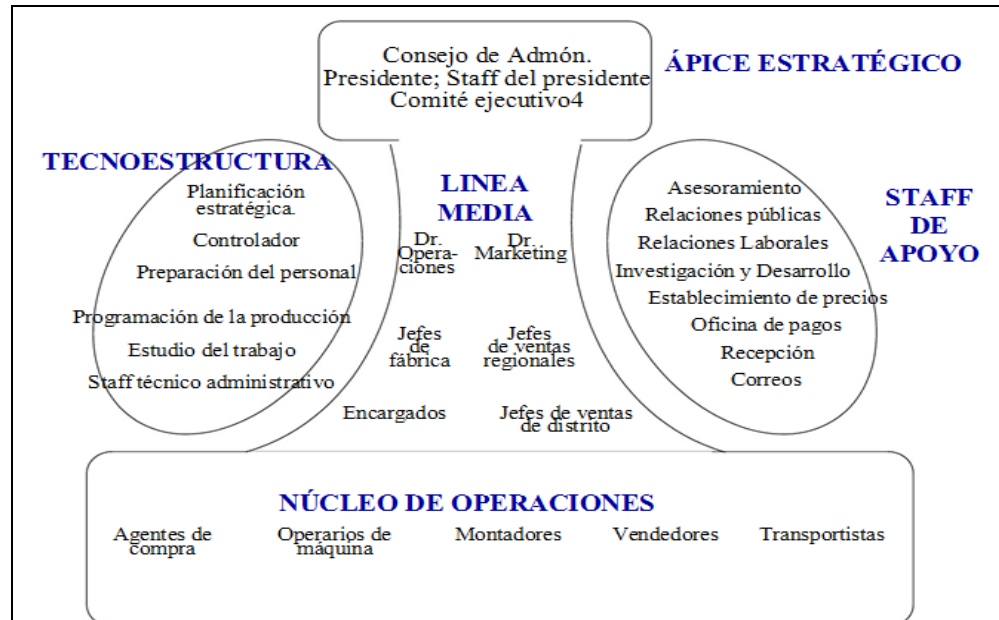 Consejo de Admón.
Presidente; Staff del presidente
Comité ejecutivo4
ÁPICE ESTRATÉGICO
TECNOESTRUCTURA
Planificación
estratégica.
Controlador
Preparación del personal
Programación de la producción
Estudio del trabajo
Staff técnico administrativo
LINEA
MEDIA
Dr.
Opera-
ciones
Dr.
Marketing
Jefes
de
fábrica
Jefes
de ventas
regionales
Encargados
Jefes de ventas
de distrito
Asesoramiento
Relaciones públicas
Relaciones Laborales
Investigación y Desarrollo
Establecimiento de precios
Oficina de pagos
Recepción
Correos
STAFF
DE
APOYO
NÚCLEO DE OPERACIONES
Agentes de
compra
Operarios de
máquina
Montadores
Vendedores
Transportistas